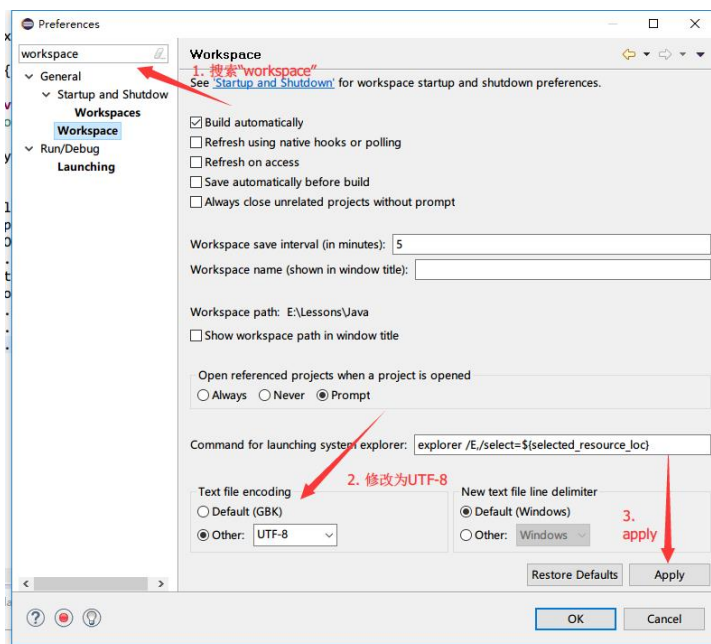 Preferences
workspace
General
Startup and Shutdow
Workspaces
Workspace
Run/Debug
Launching
Workspace
1. 搜索“workspace”
See 'Startup and Shutdown' for workspace startup and shutdown preferences.
Build automatically
Refresh using native hooks or polling
Refresh on access
Save automatically before build
Always close unrelated projects without prompt
Workspace save interval (in minutes): 5
Workspace name (shown in window title):
Workspace path: E:\Lessons\Java
Show workspace path in window title
Open referenced projects when a project is opened
Always Never Prompt
Command for launching system explorer: explorer /E,/select=${selected_resource_loc}
2. 修改为UTF-8
Text file encoding
Default (GBK)
Other: UTF-8
New text file line delimiter
Default (Windows)
Other: Windows
3.
apply
Restore Defaults Apply
OK Cancel